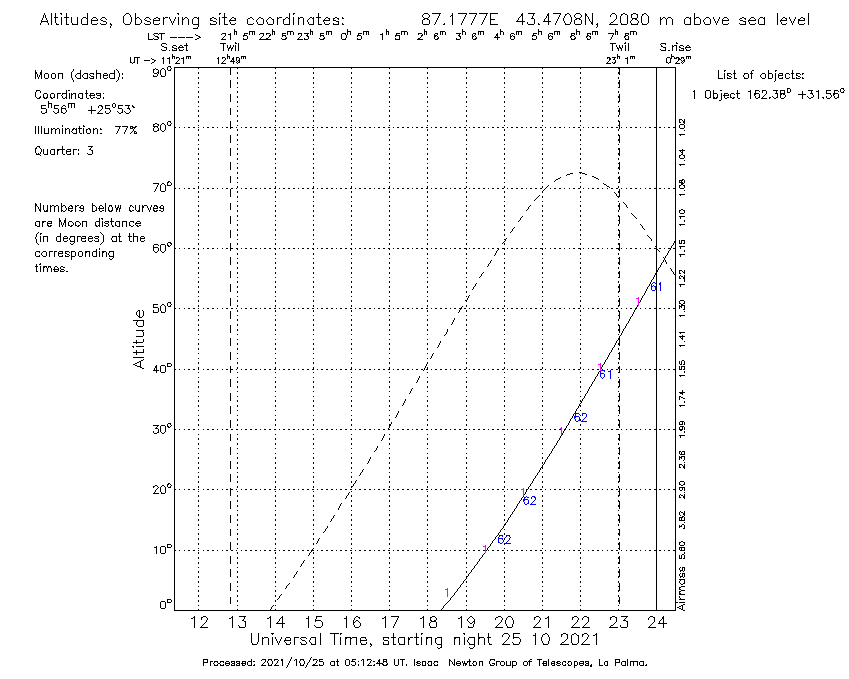 Altitudes, Observing site coordinates: 87.1777E 43.4708N, 2080 m above sea level
LST ---> 21h 5m 22h 5m 23h 5m 0h 5m 1h 5m 2h 6m 3h 6m 4h 6m 5h 6m 6h 6m 7h 8m
S.set Twil Twil S.rise
UT -> 11h21m 12h49m 23h 1m 0h29m
Moon (dashed):
Coordinates:
5h56m +25°53'
Illumination: 77%
Quarter: 3
Numbers below curves
are Moon distance
(in degrees) at the
corresponding
times.
List of objects:
1 Object 162.38D +31.56°
90°
80°
70°
60°
50°
40°
30°
20°
10°
0°
Altitude
1.02
1.04
1.06
1.10
1.15
1.22
1.30
1.41
1.55
1.74
1.99
2.36
2.90
3.82
5.60
Airmass
1 61
1 61
1 62
1 62
1 62
1
12 13 14 15 16 17 18 19 20 21 22 23 24
Universal Time, starting night 25 10 2021
Processed: 2021/10/25 at 05:12:48 UT. Isaac Newton Group of Telescopes, La Palma.